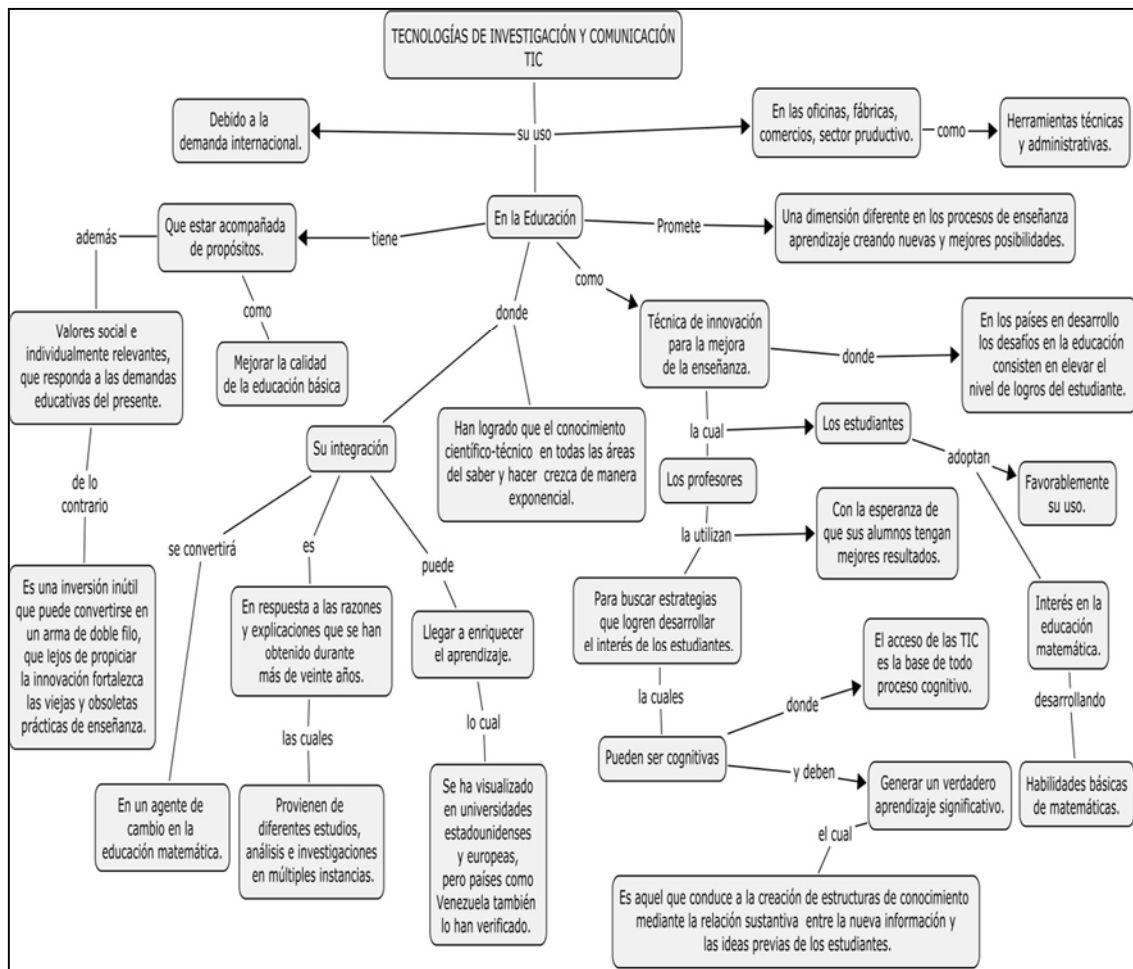 TECNOLOGÍAS DE INVESTIGACIÓN Y COMUNICACIÓN
TIC
su uso
Debido a la
demanda internacional.
En las oficinas, fábricas,
comercios, sector pruductivo.
como
Herramientas técnicas
y administrativas.
En la Educación
Promete
Una dimensión diferente en los procesos de enseñanza
aprendizaje creando nuevas y mejores posibilidades.
tiene
Que estar acompañada
de propósitos.
además
Valores social e
individualmente relevantes,
que responda a las demandas
educativas del presente.
como
Mejorar la calidad
de la educación básica
de lo
contrario
Es una inversión inútil
que puede convertirse en
un arma de doble filo,
que lejos de propiciar
la innovación fortalezca
las viejas y obsoletas
prácticas de enseñanza.
donde
Su integración
Han logrado que el conocimiento
científico-técnico en todas las áreas
del saber y hacer crezca de manera
exponencial.
se convertirá
En un agente de
cambio en la
educación matemática.
es
En respuesta a las razones
y explicaciones que se han
obtenido durante
más de veinte años.
las cuales
Provienen de
diferentes estudios,
análisis e investigaciones
en múltiples instancias.
puede
Llegar a enriquecer
el aprendizaje.
lo cual
Se ha visualizado
en universidades
estadounidenses
y europeas,
pero países como
Venezuela también
lo han verificado.
como
Técnica de innovación
para la mejora
de la enseñanza.
donde
En los países en desarrollo
los desafíos en la educación
consisten en elevar el
nivel de logros del estudiante.
la cual
Los estudiantes
adoptan
Favorablemente
su uso.
Interés en la
educación
matemática.
desarrollando
Habilidades básicas
de matemáticas.
Los profesores
la utilizan
Con la esperanza de
que sus alumnos tengan
mejores resultados.
Para buscar estrategias
que logren desarrollar
el interés de los estudiantes.
la cuales
Pueden ser cognitivas
donde
El acceso de las TIC
es la base de todo
proceso cognitivo.
y deben
Generar un verdadero
aprendizaje significativo.
el cual
Es aquel que conduce a la creación de estructuras de conocimiento
mediante la relación sustantiva entre la nueva información y
las ideas previas de los estudiantes.